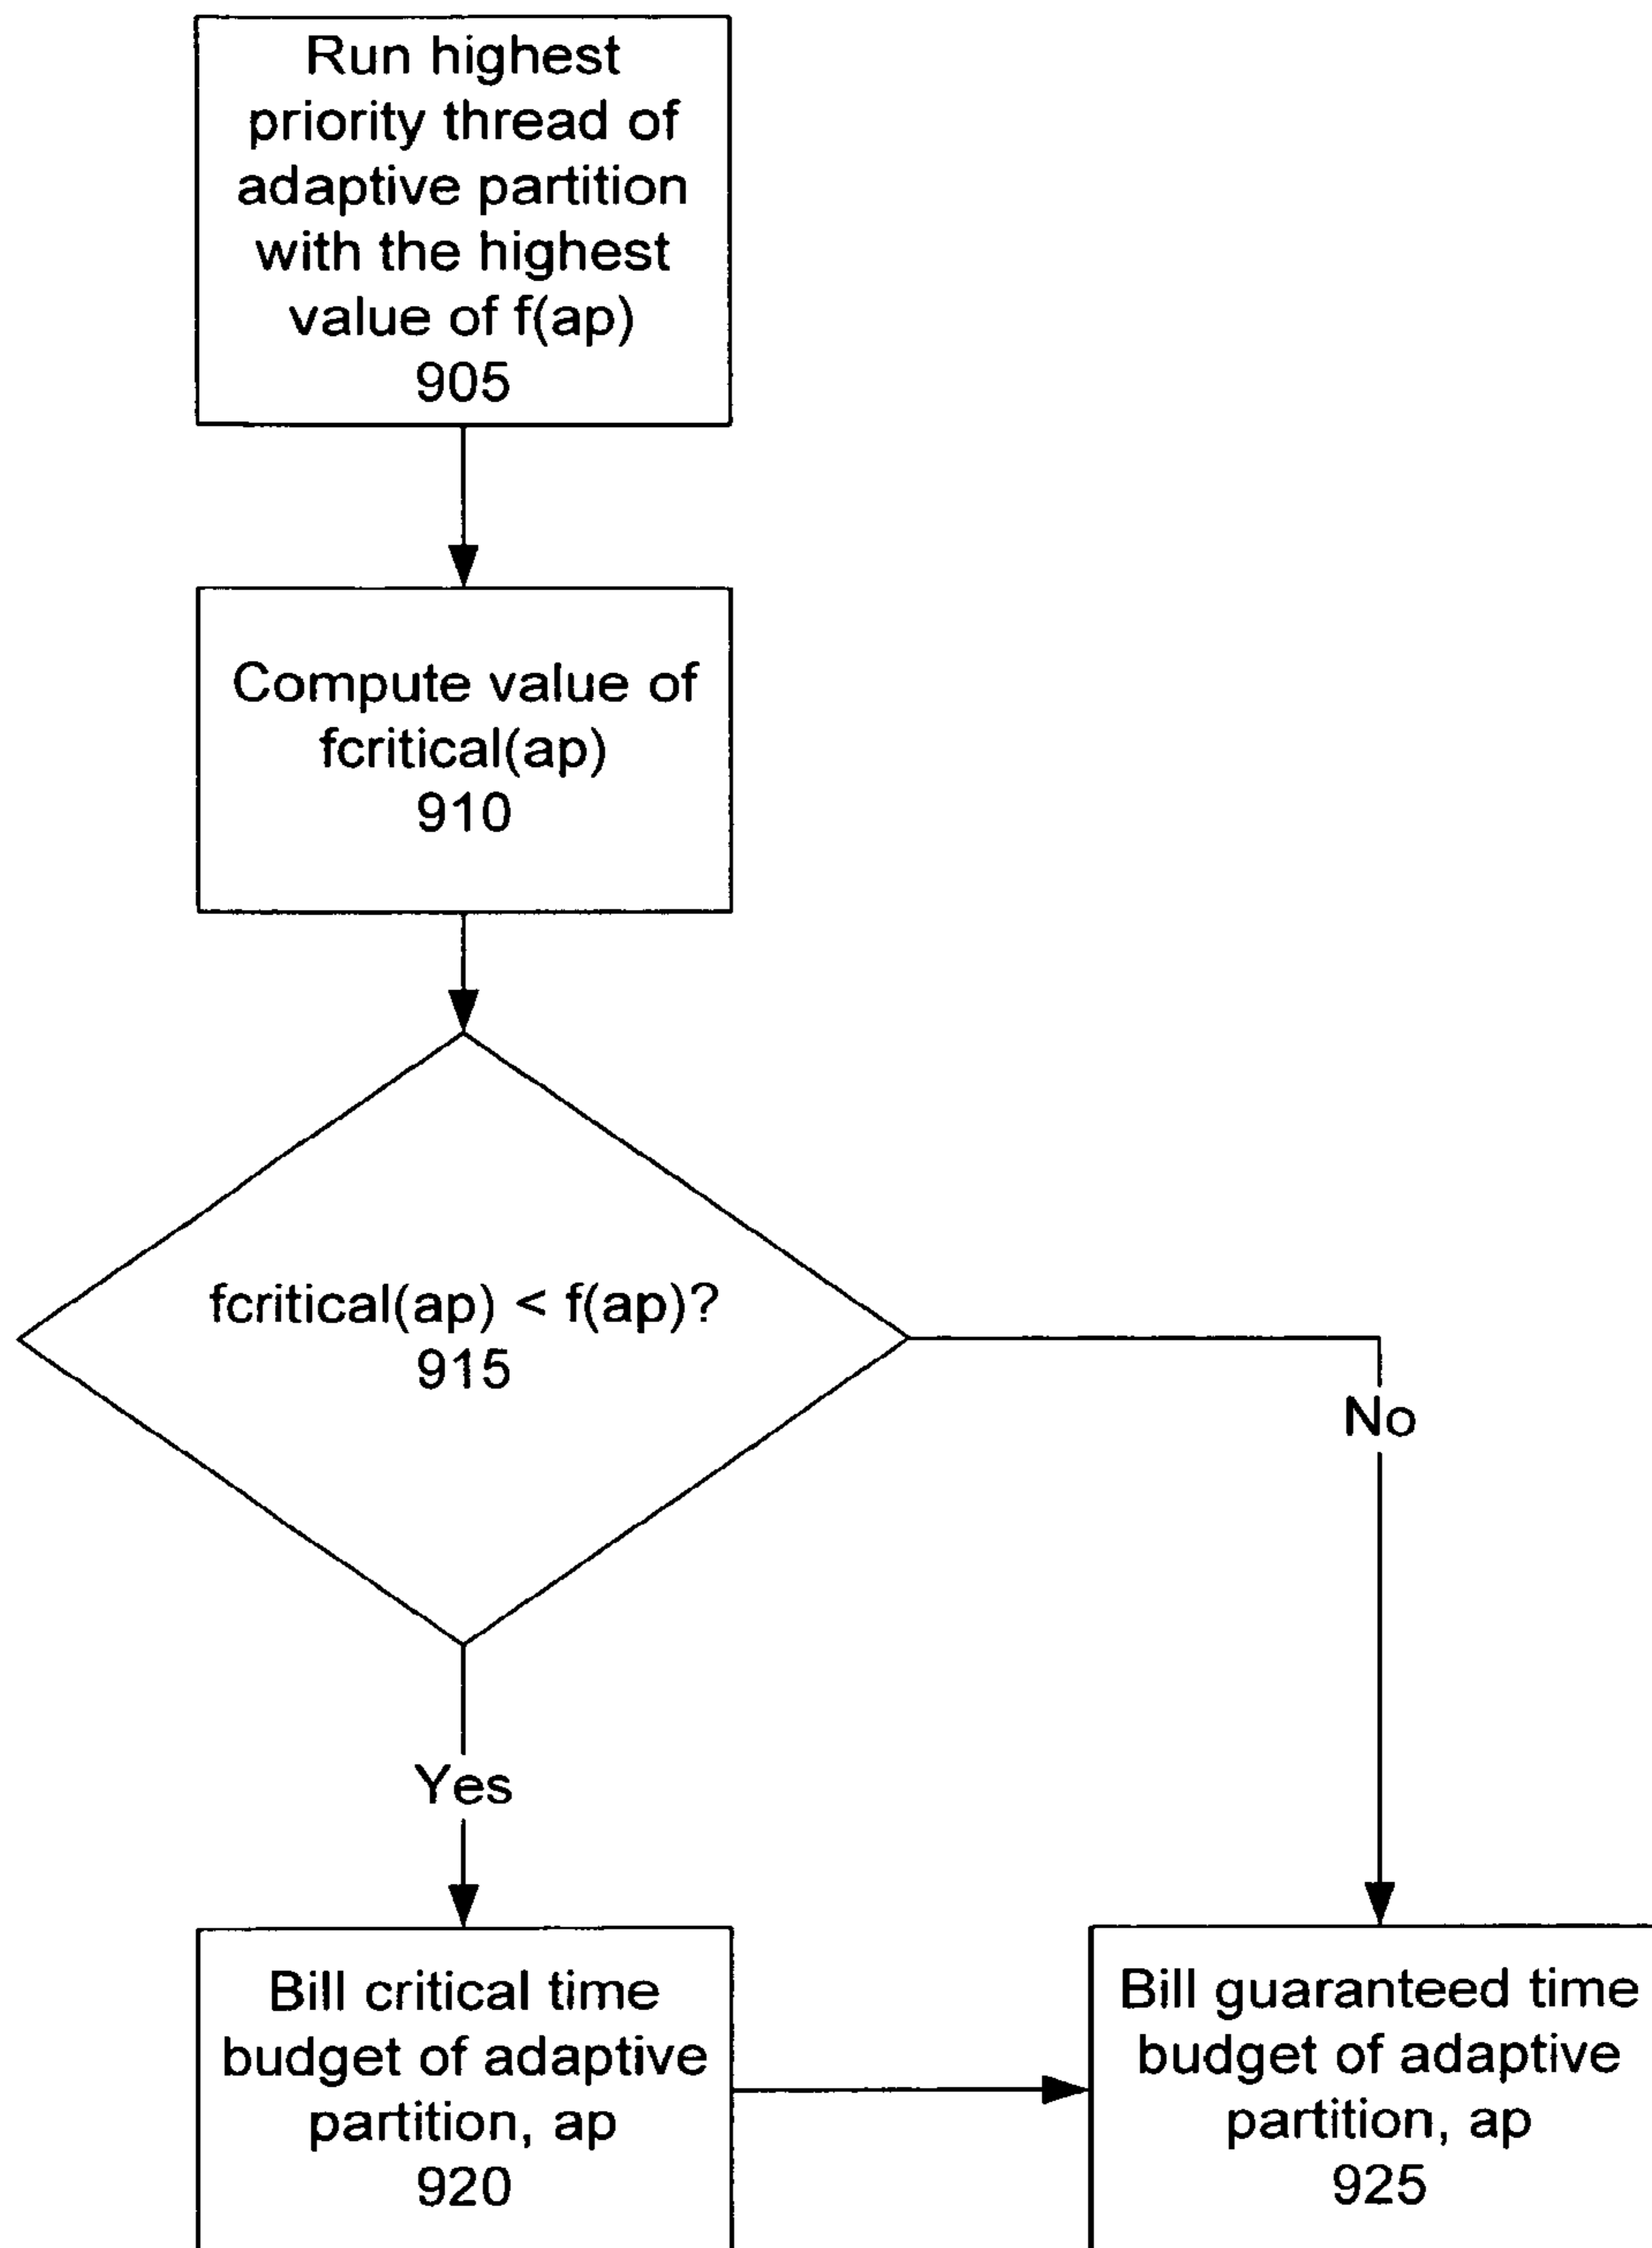 Run highest
priority thread of
adaptive partition
with the highest
value of f(ap)
905
Compute value of
fcritical(ap)
910
fcritical(ap) < f(ap)?
915
No
Yes
Bill critical time
budget of adaptive
partition, ap
920
Bill guaranteed time
budget of adaptive
partition, ap
925